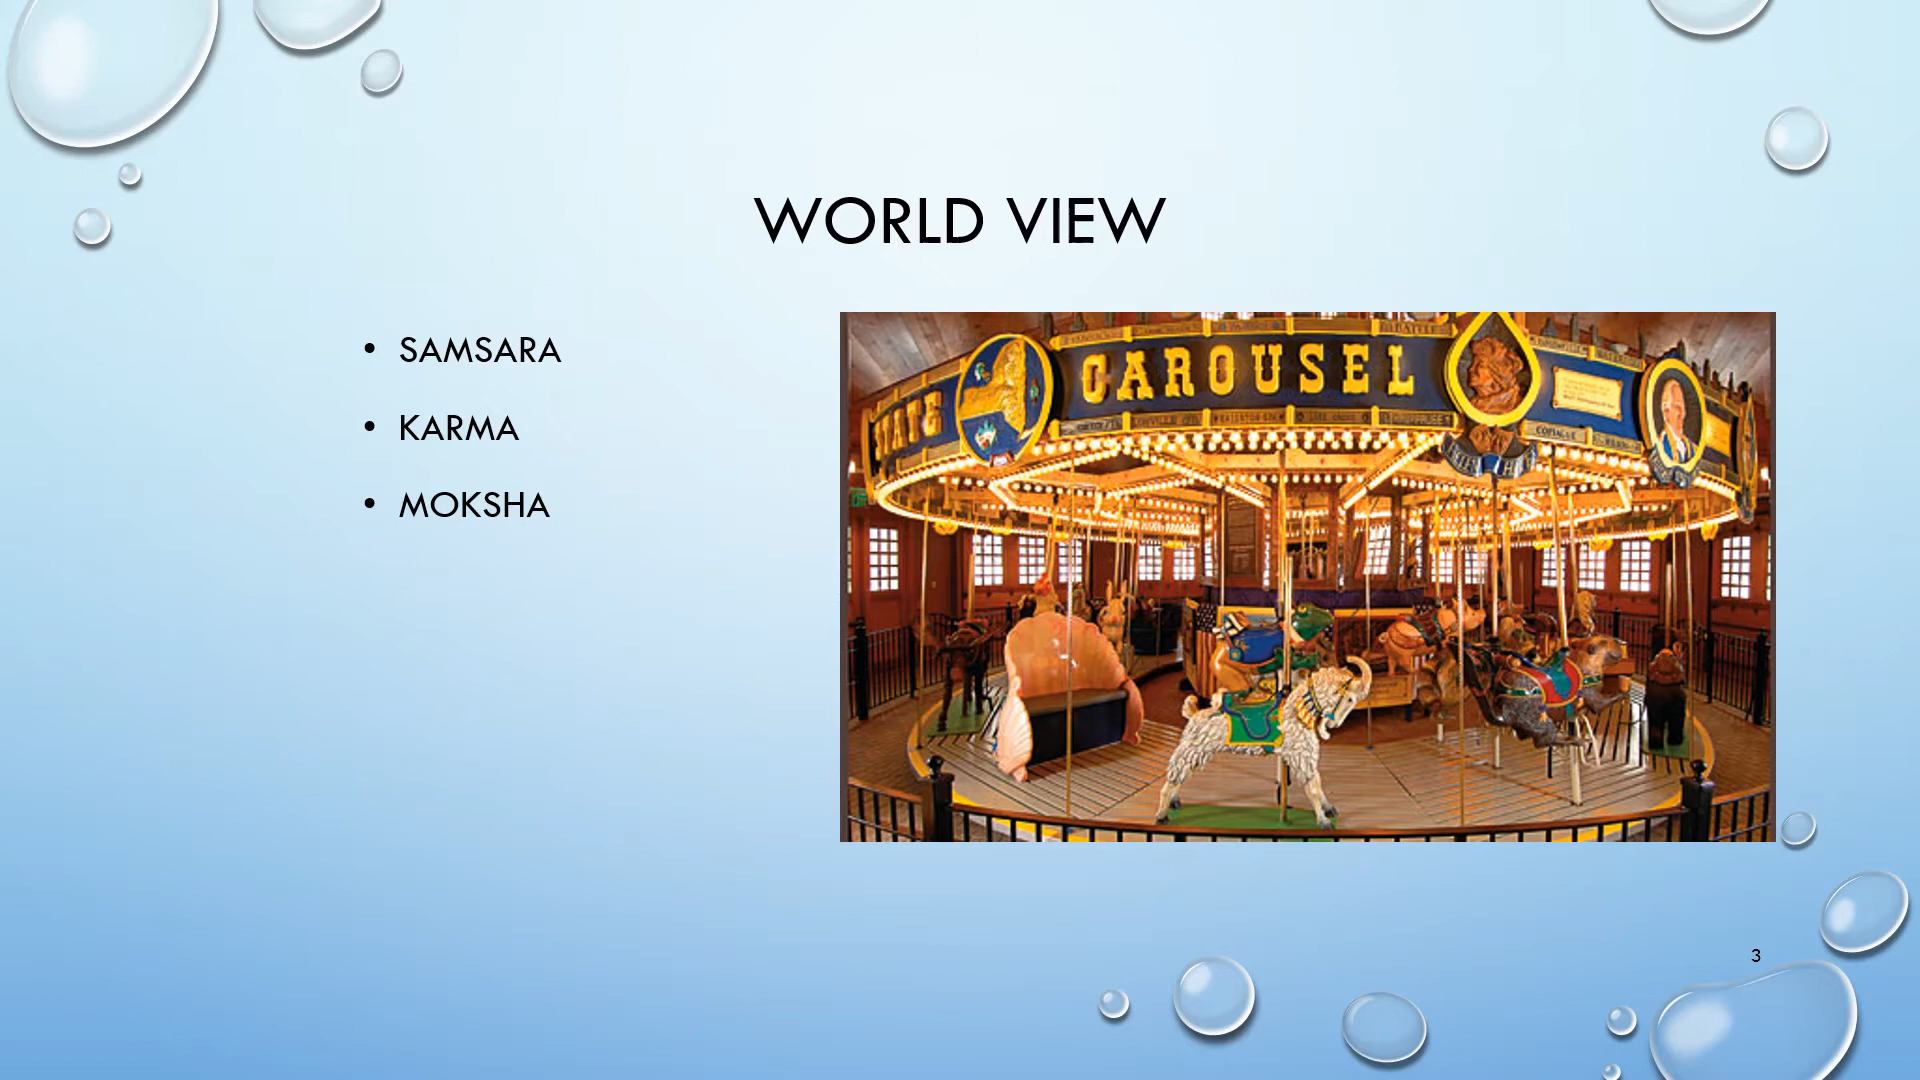 WORLD VIEW
• SAMSARA
• KARMA
• MOKSHA
CAROUSEL
3